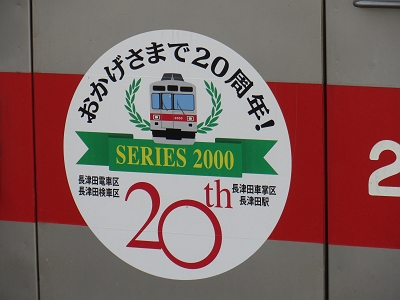 おかげさまで20周年!
SERIES 2000
長津田電車区
長津田検車区
20th
長津田車掌区
長津田駅
2